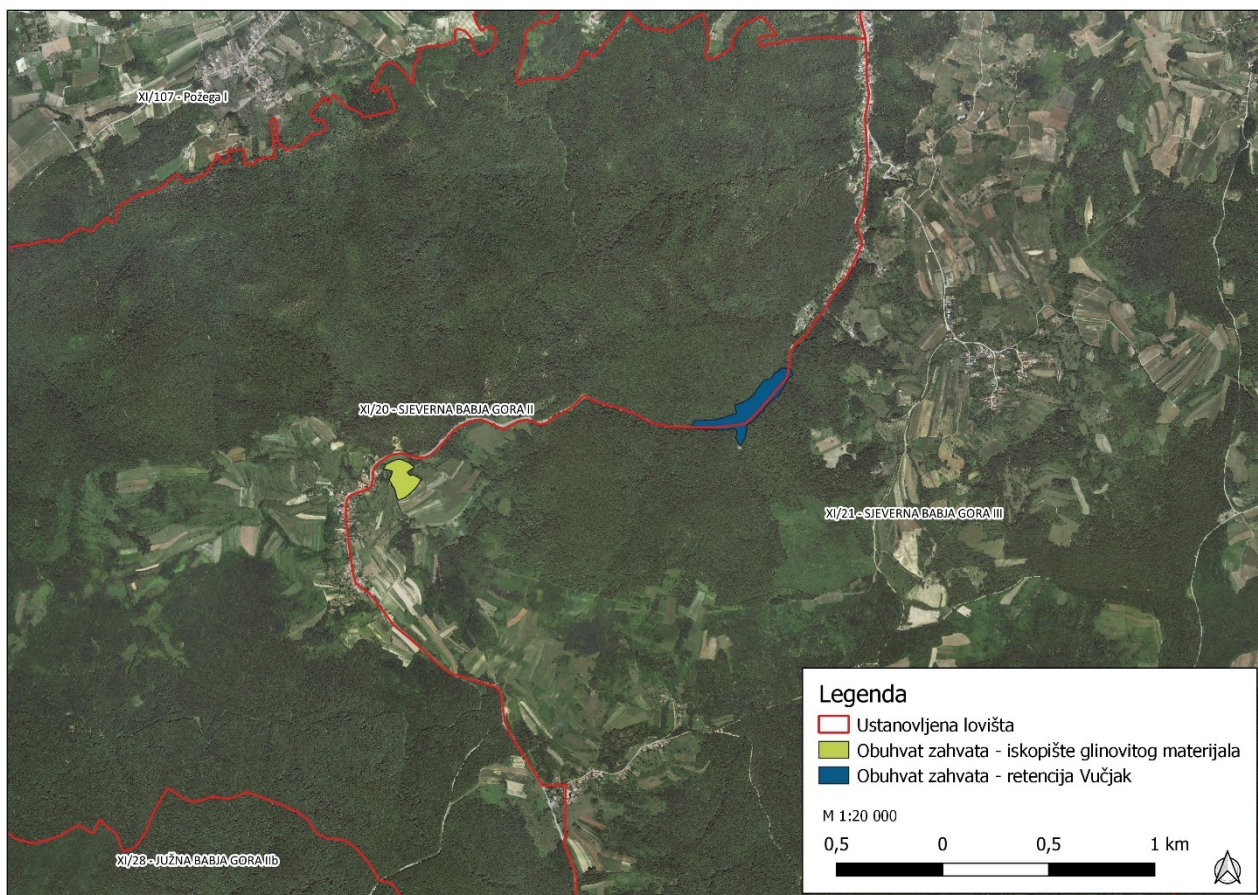 XI/107 - Požega I
XI/20 - SJEVERNA BABJA GORA II
XI/21 - SJEVERNA BABJA GORA III
XI/28 - JUŽNA BABJA GORA IIb
Legenda
Ustanovljena lovišta
Obuhvat zahvata - iskopište glinovitog materijala
Obuhvat zahvata - retencija Vučjak
M 1:20 000
0,5 0 0,5 1 km